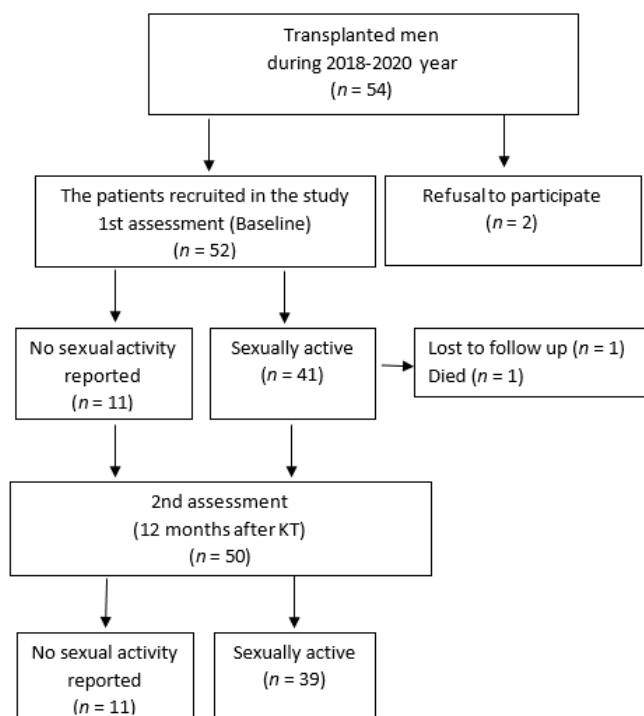 Transplanted men
during 2018-2020 year
(n = 54)
The patients recruited in the study
1st assessment (Baseline)
(n = 52)
Refusal to participate
(n = 2)
No sexual activity
reported
(n = 11)
Sexually active
(n = 41)
Lost to follow up (n = 1)
Died (n = 1)
2nd assessment
(12 months after KT)
(n = 50)
No sexual activity
reported
(n = 11)
Sexually active
(n = 39)